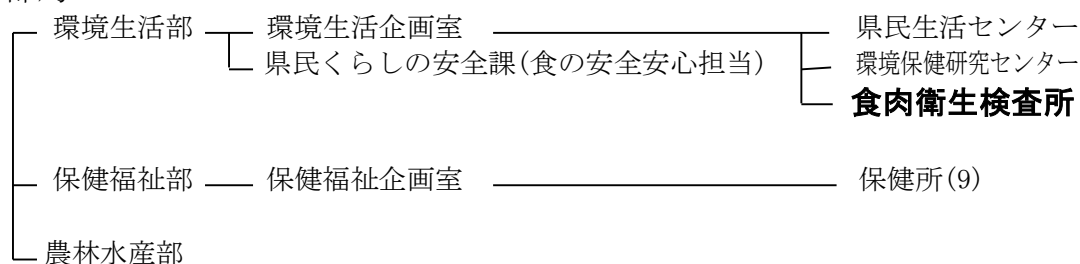 環境生活部 環境生活企画室 県民生活センター
県民くらしの安全課(食の安全安心担当) 環境保健研究センター
食肉衛生検査所
保健福祉部 保健福祉企画室 保健所(9)
農林水産部